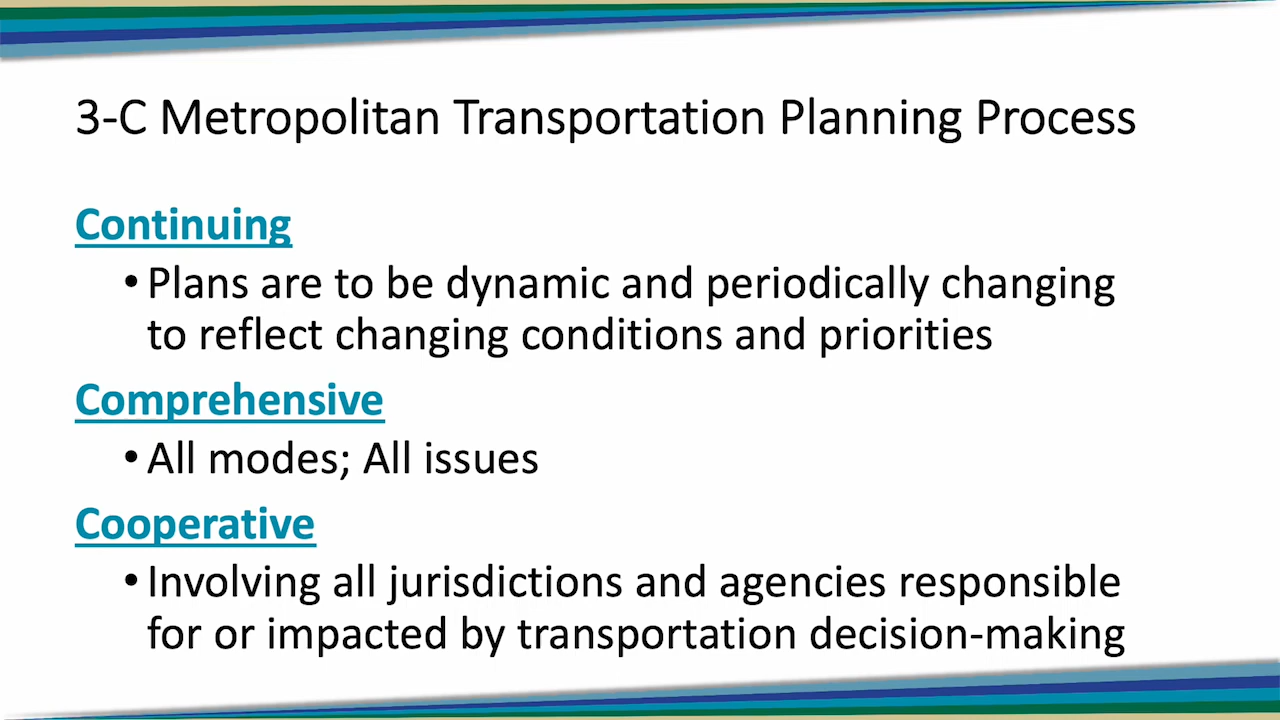 3-C Metropolitan Transportation Planning Process
Continuing
• Plans are to be dynamic and periodically changing
to reflect changing conditions and priorities
Comprehensive
• All modes; All issues
Cooperative
• Involving all jurisdictions and agencies responsible
for or impacted by transportation decision-making